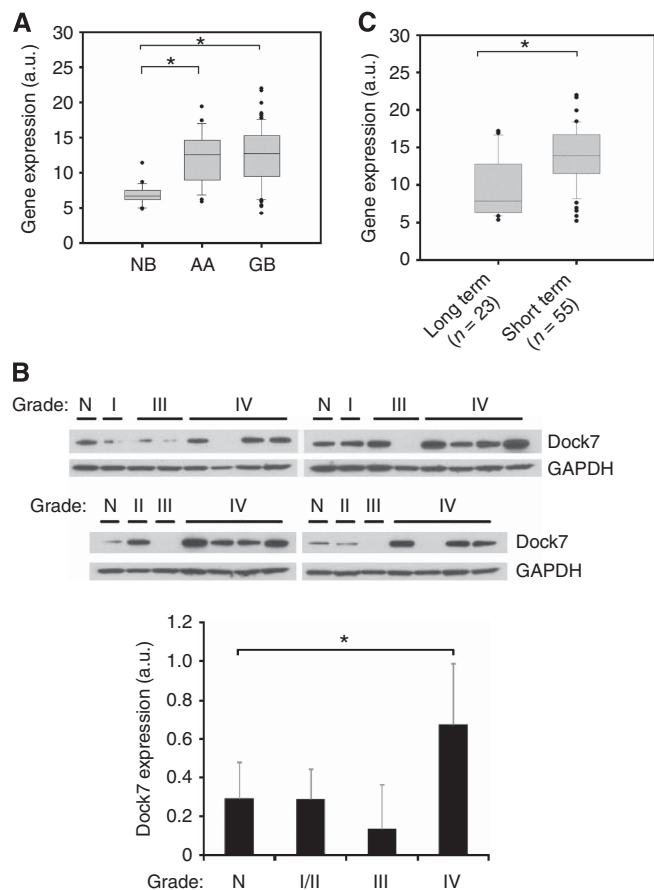 A
Gene expression (a.u.)
30
25
20
15
10
5
0
*
*
NB AA GB
C
Gene expression (a.u.)
30
25
20
15
10
5
0
*
Long term
(n = 23)
Short term
(n = 55)
B
Grade: N I III IV
N I III IV
Dock7
GAPDH
Grade: N II III IV
N II III IV
Dock7
GAPDH
Dock7 expression (a.u.)
1.2
1.0
0.8
0.6
0.4
0.2
0
*
Grade: N I/II III IV